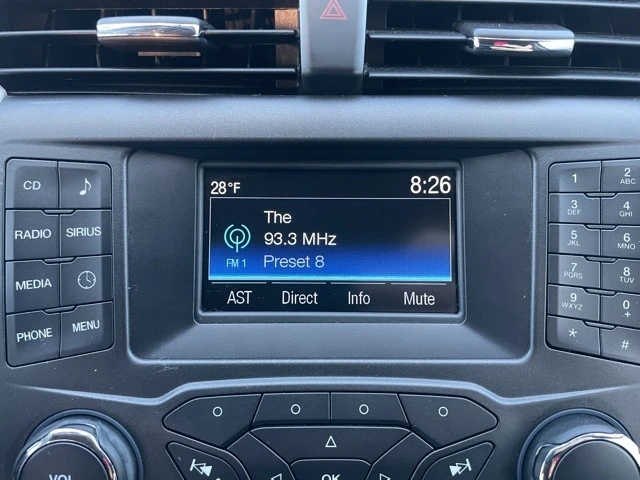 28°F 8:26
The
93.3 MHz
FM 1 Preset 8
AST Direct Info Mute
CD
RADIO SIRIUS
MEDIA
PHONE MENU
1 2 ABC
3 DEF 4 GHI
5 JKL 6 MNO
7 PQRS 8 TUV
9 WXYZ 0 +
* #
VOL
OK